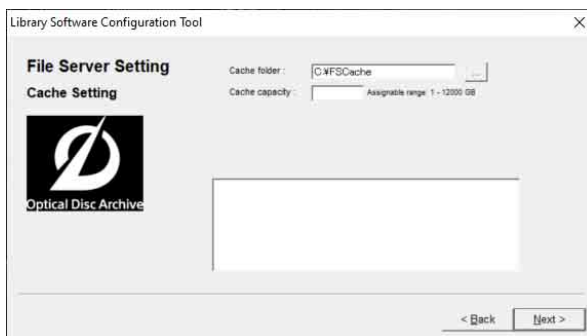 Library Software Configuration Tool
File Server Setting
Cache folder : C:¥FSCache ...
Cache Setting
Cache capacity : Assignable range: 1 - 12000 GB
Optical Disc Archive
< Back Next >